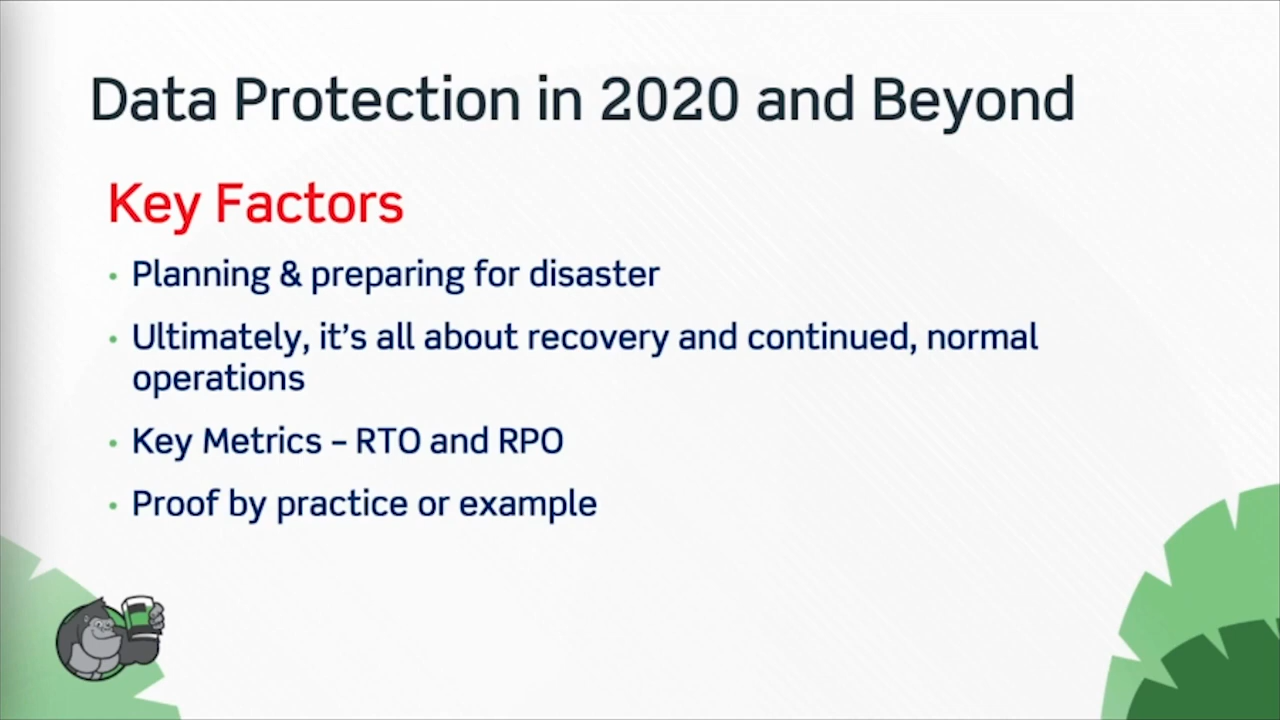 Data Protection in 2020 and Beyond
Key Factors
• Planning & preparing for disaster
• Ultimately, it’s all about recovery and continued, normal
operations
• Key Metrics – RTO and RPO
• Proof by practice or example